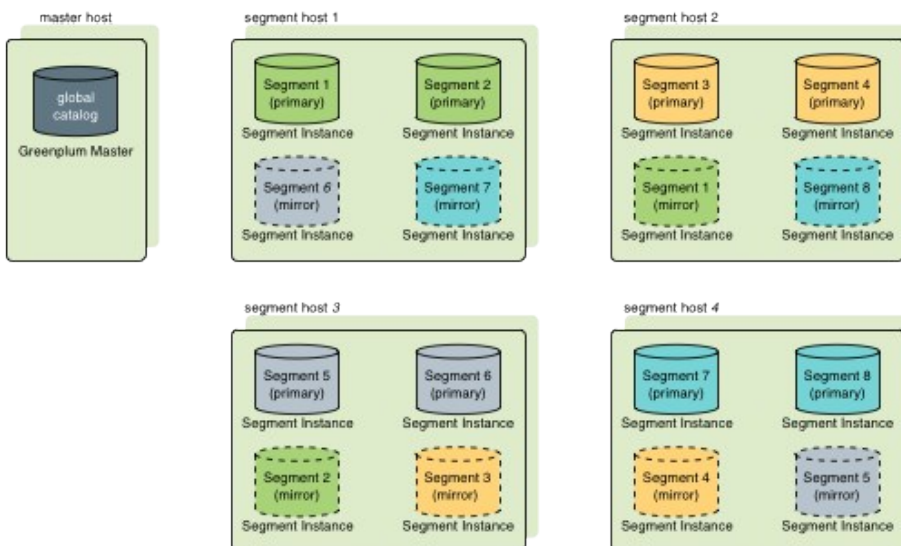 master host
global
catalog
Greenplum Master
segment host 1
Segment 1
(primary)
Segment Instance
Segment 2
(primary)
Segment Instance
Segment 6
(mirror)
Segment Instance
Segment 7
(mirror)
Segment Instance
segment host 2
Segment 3
(primary)
Segment Instance
Segment 4
(primary)
Segment Instance
Segment 1
(mirror)
Segment Instance
Segment 8
(mirror)
Segment Instance
segment host 3
Segment 5
(primary)
Segment Instance
Segment 6
(primary)
Segment Instance
Segment 2
(mirror)
Segment Instance
Segment 3
(mirror)
Segment Instance
segment host 4
Segment 7
(primary)
Segment Instance
Segment 8
(primary)
Segment Instance
Segment 4
(mirror)
Segment Instance
Segment 5
(mirror)
Segment Instance